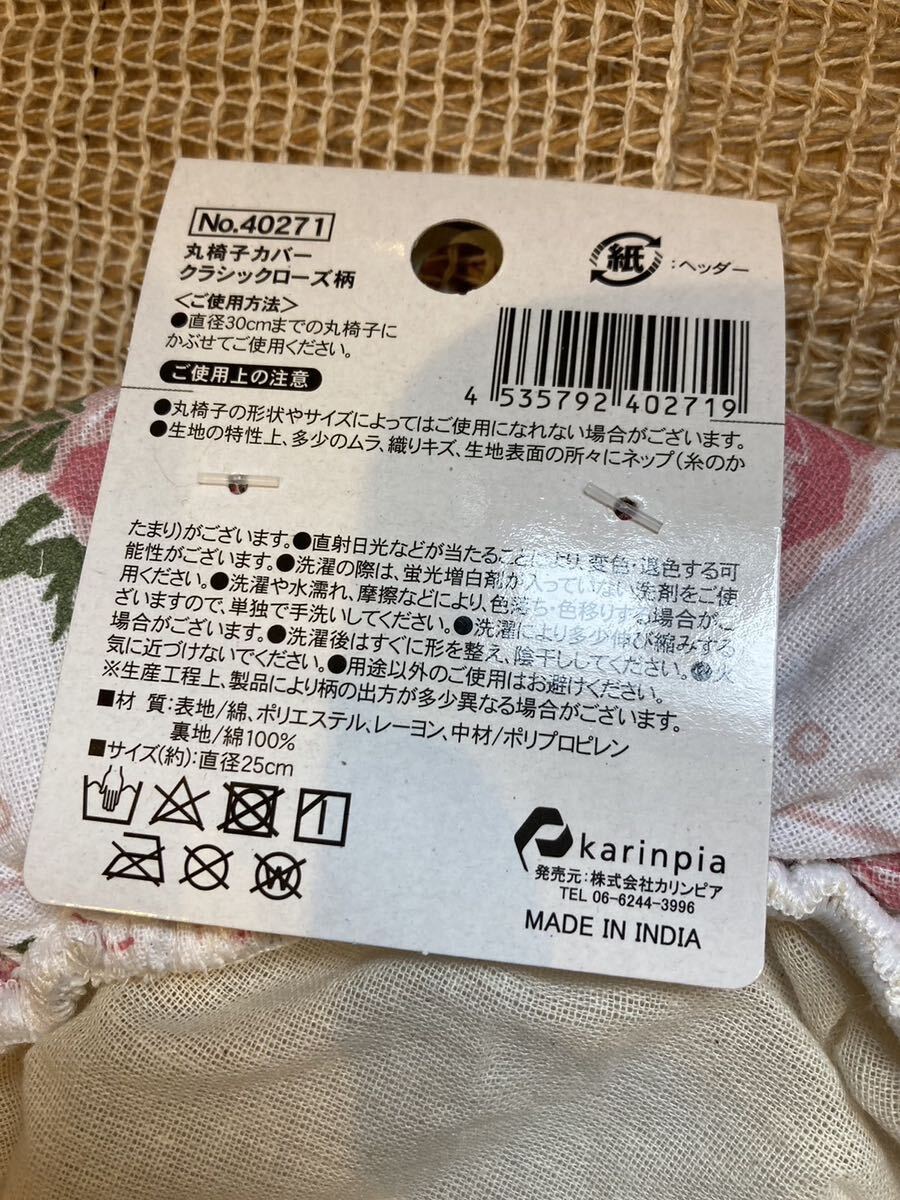 No.40271
丸椅子カバー
クラシックローズ柄
紙
:ヘッダー
<ご使用方法>
●直径30cmまでの丸椅子に
かぶせてご使用ください。
4 535792 402719
ご使用上の注意
●丸椅子の形状やサイズによってはご使用になれない場合がございます。
●生地の特性上、多少のムラ、織りキズ、生地表面の所々にネップ(糸のか
たまり)がございます。●直射日光などが当たることにより、変色・退色する可
能性がございます。●洗濯の際は、蛍光増白剤が入っていない洗剤をご使
用ください。●洗濯や水濡れ、摩擦などにより、色落ち・色移りする場合がご
ざいますので、単独で手洗いしてください。●洗濯により多少伸び縮みする
場合がございます。●洗濯後はすぐに形を整え、陰干ししてください。●火
気に近づけないでください。●用途以外のご使用はお避けください。
※生産工程上、製品により柄の出方が多少異なる場合がございます。
■材 質:表地/綿、ポリエステル、レーヨン、中材/ポリプロピレン
裏地/綿100%
■サイズ(約):直径25cm
W
karinpia
発売元:株式会社カリンピア
TEL 06-6244-3996
MADE IN INDIA